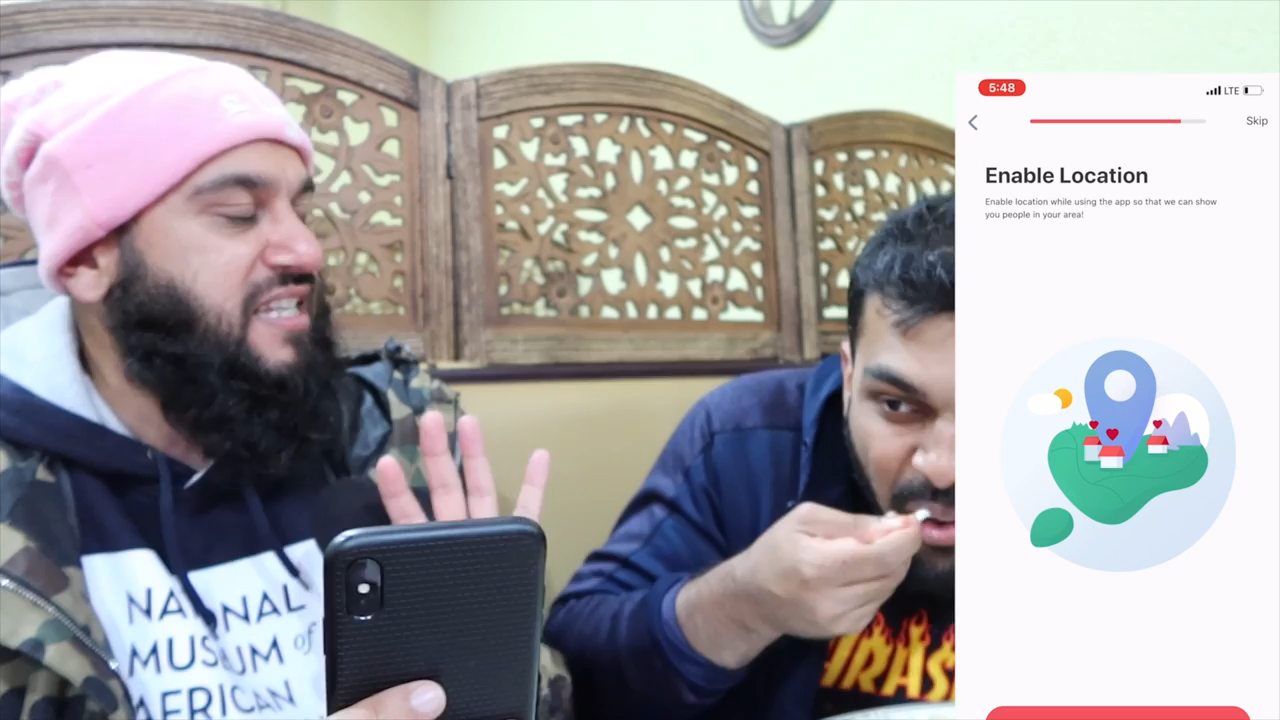 5:48
LTE
Skip
Enable Location
Enable location while using the app so that we can show
you people in your area!
NATIONAL
MUSEUM of
AFRICAN
THRAS